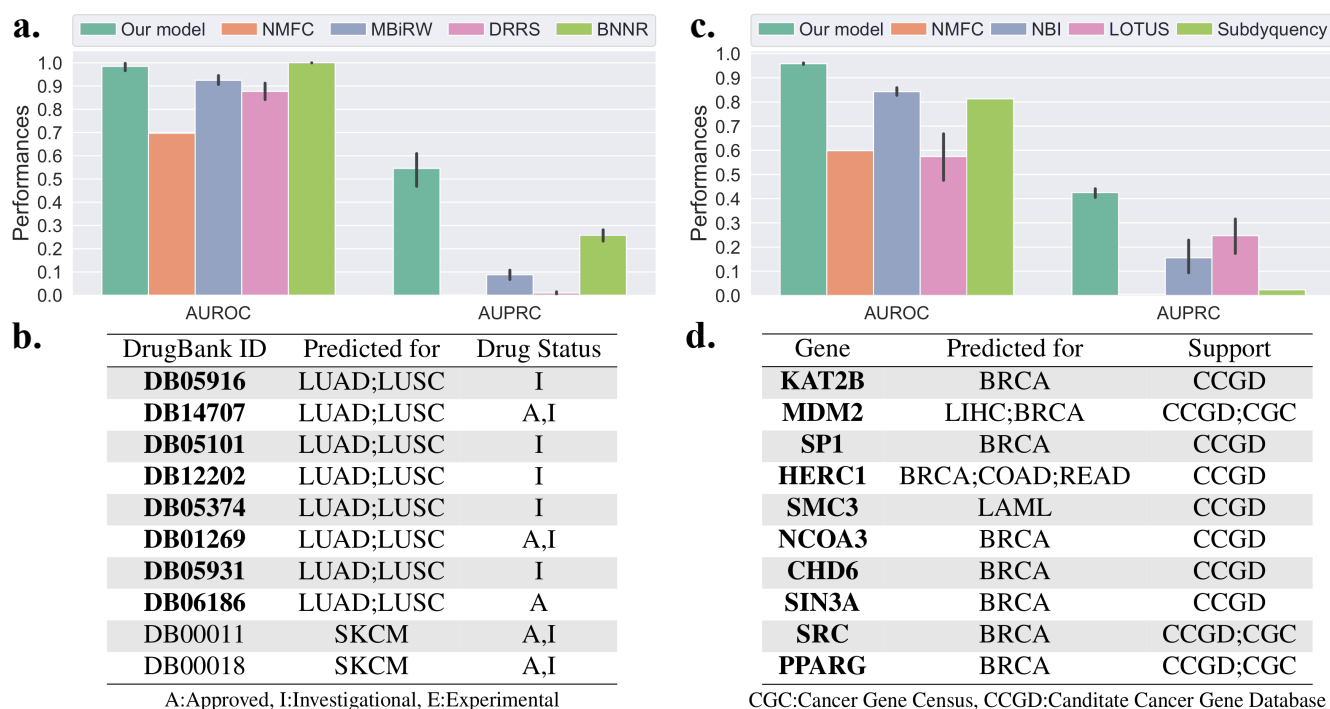 a.
Our model NMFC MBiRW DRRS BNNR
1.0
0.9
0.8
0.7
0.6
0.5
0.4
0.3
0.2
0.1
0.0
Performances
AUROC AUPRC
b.
DrugBank ID Predicted for Drug Status
DB05916 LUAD;LUSC I
DB14707 LUAD;LUSC A,I
DB05101 LUAD;LUSC I
DB12202 LUAD;LUSC I
DB05374 LUAD;LUSC I
DB01269 LUAD;LUSC A,I
DB05931 LUAD;LUSC I
DB06186 LUAD;LUSC A
DB00011 SKCM A,I
DB00018 SKCM A,I
A:Approved, I:Investigational, E:Experimental
c.
Our model NMFC NBI LOTUS Subdyquency
1.0
0.9
0.8
0.7
0.6
0.5
0.4
0.3
0.2
0.1
0.0
Performances
AUROC AUPRC
d.
Gene Predicted for Support
KAT2B BRCA CCGD
MDM2 LIHC;BRCA CCGD;CGC
SP1 BRCA CCGD
HERC1 BRCA;COAD;READ CCGD
SMC3 LAML CCGD
NCOA3 BRCA CCGD
CHD6 BRCA CCGD
SIN3A BRCA CCGD
SRC BRCA CCGD;CGC
PPARG BRCA CCGD;CGC
CGC:Cancer Gene Census, CCGD:Canditate Cancer Gene Database